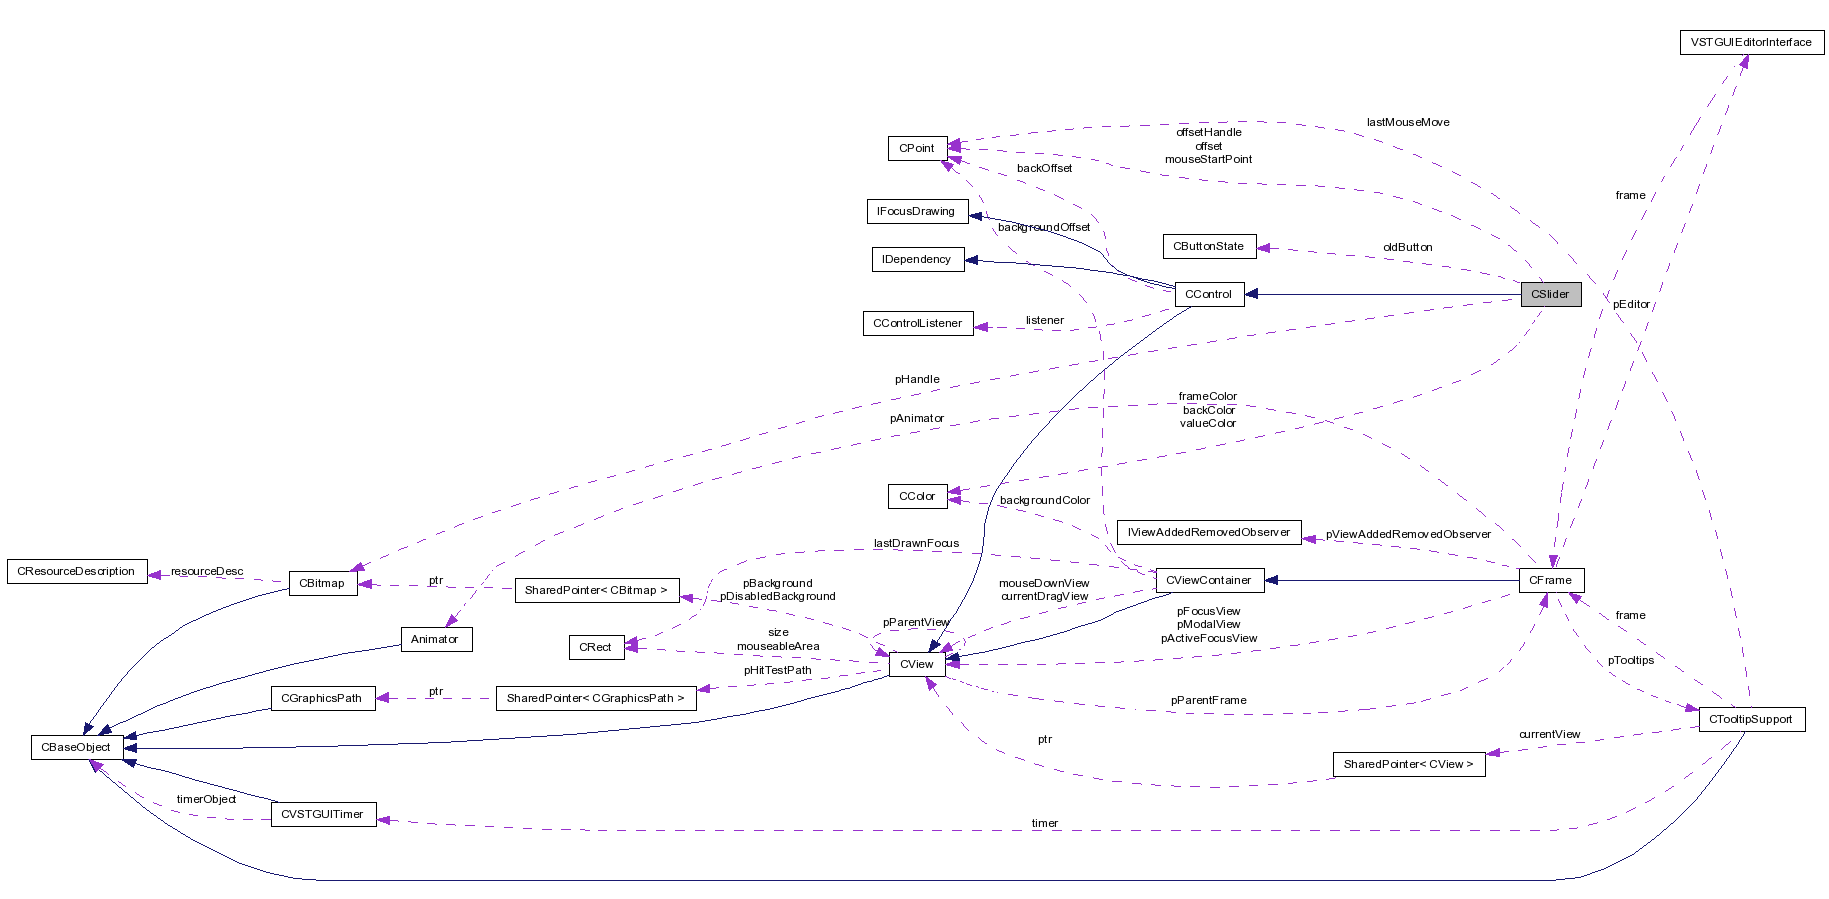 VSTGUIEditorInterface
lastMouseMove
offsetHandle
offset
mouseStartPoint
CPoint
backOffset
frame
IFocusDrawing
backgroundOffset
CButtonState
oldButton
IDependency
CControl
CSlider
pEditor
CControlListener
listener
pHandle
frameColor
backColor
valueColor
pAnimator
CColor
backgroundColor
IViewAddedRemovedObserver
pViewAddedRemovedObserver
lastDrawnFocus
CResourceDescription
resourceDesc
CBitmap
ptr
SharedPointer< CBitmap >
pBackground
pDisabledBackground
mouseDownView
currentDragView
CViewContainer
CFrame
pFocusView
pModalView
pActiveFocusView
frame
pParentView
Animator
CRect
size
mouseableArea
CView
pTooltips
pHitTestPath
CGraphicsPath
ptr
SharedPointer< CGraphicsPath >
pParentFrame
CTooltipSupport
currentView
CBaseObject
ptr
SharedPointer< CView >
timerObject
CVSTGUITimer
timer